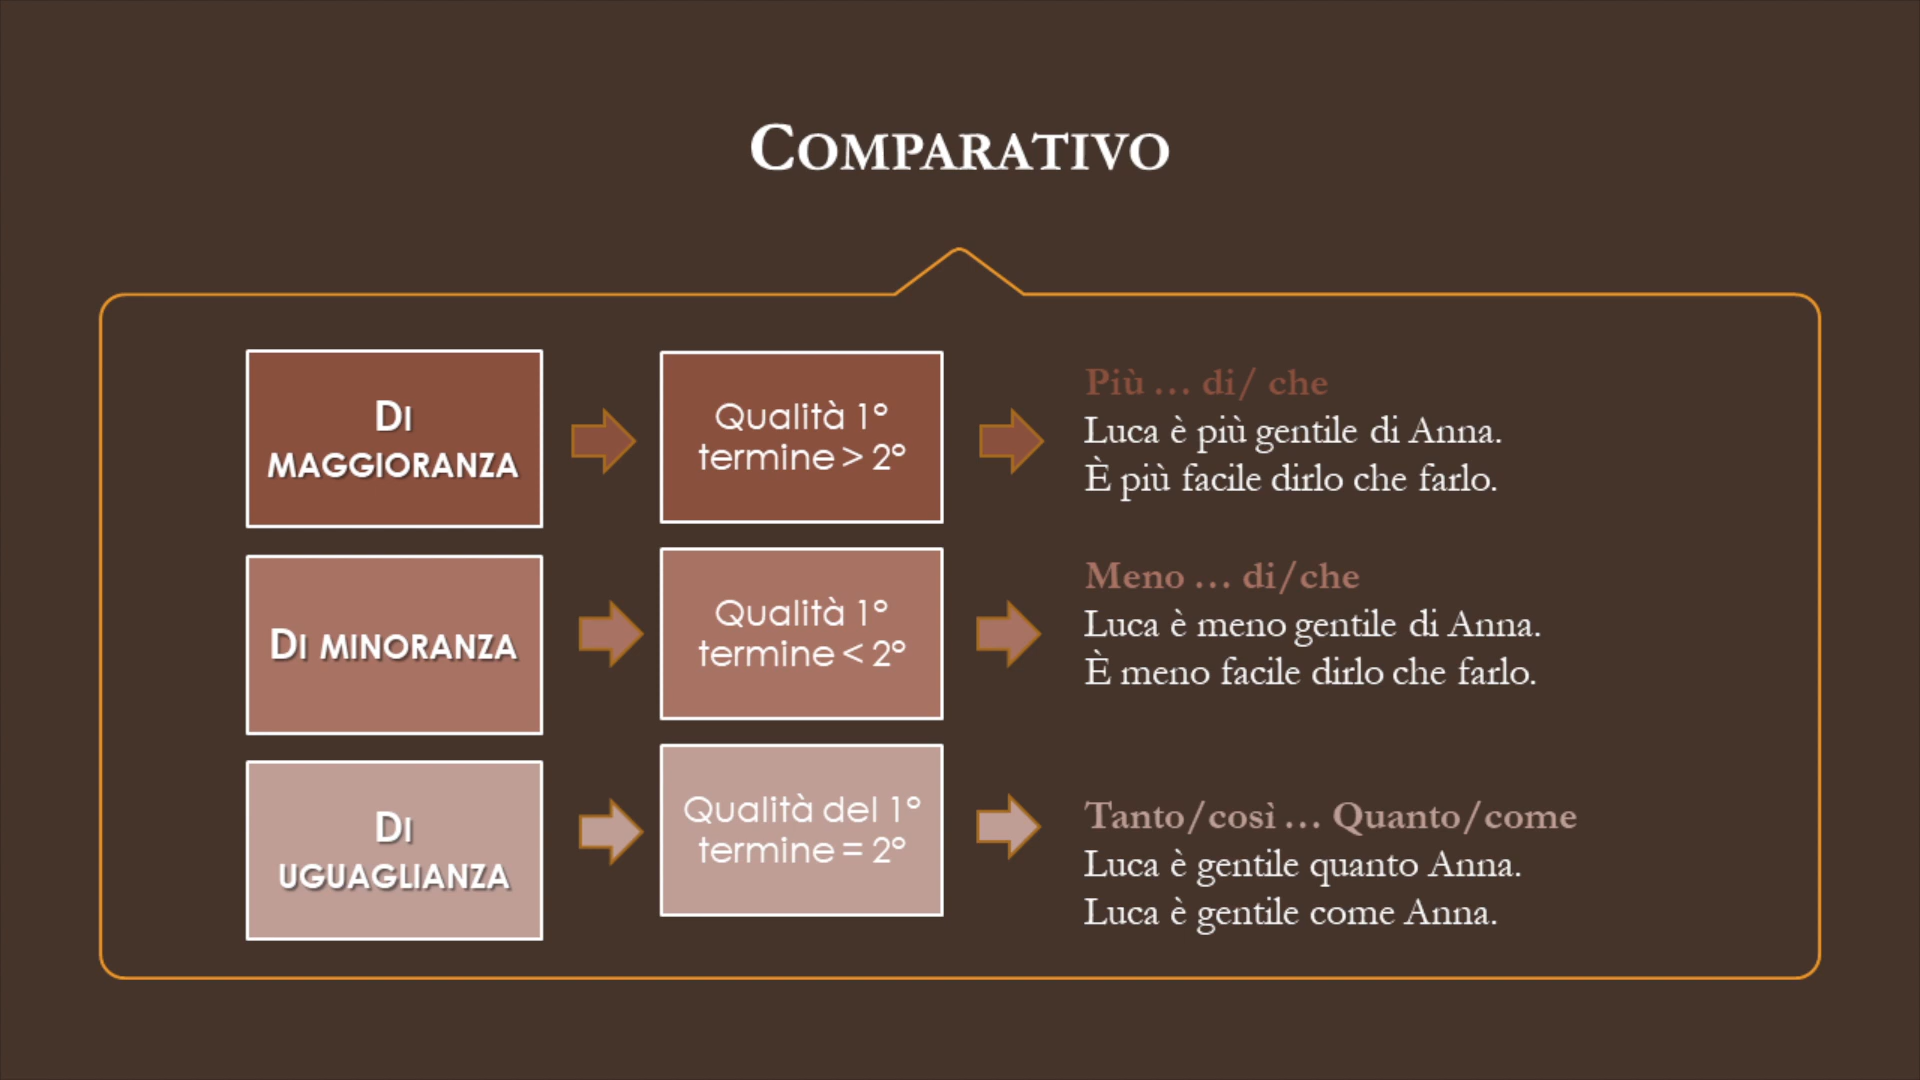 COMPARATIVO
DI
MAGGIORANZA
Qualità 1°
termine > 2°
Più … di/ che
Luca è più gentile di Anna.
È più facile dirlo che farlo.
DI MINORANZA
Qualità 1°
termine < 2°
Meno … di/che
Luca è meno gentile di Anna.
È meno facile dirlo che farlo.
DI
UGUAGLIANZA
Qualità del 1°
termine = 2°
Tanto/così … Quanto/come
Luca è gentile quanto Anna.
Luca è gentile come Anna.